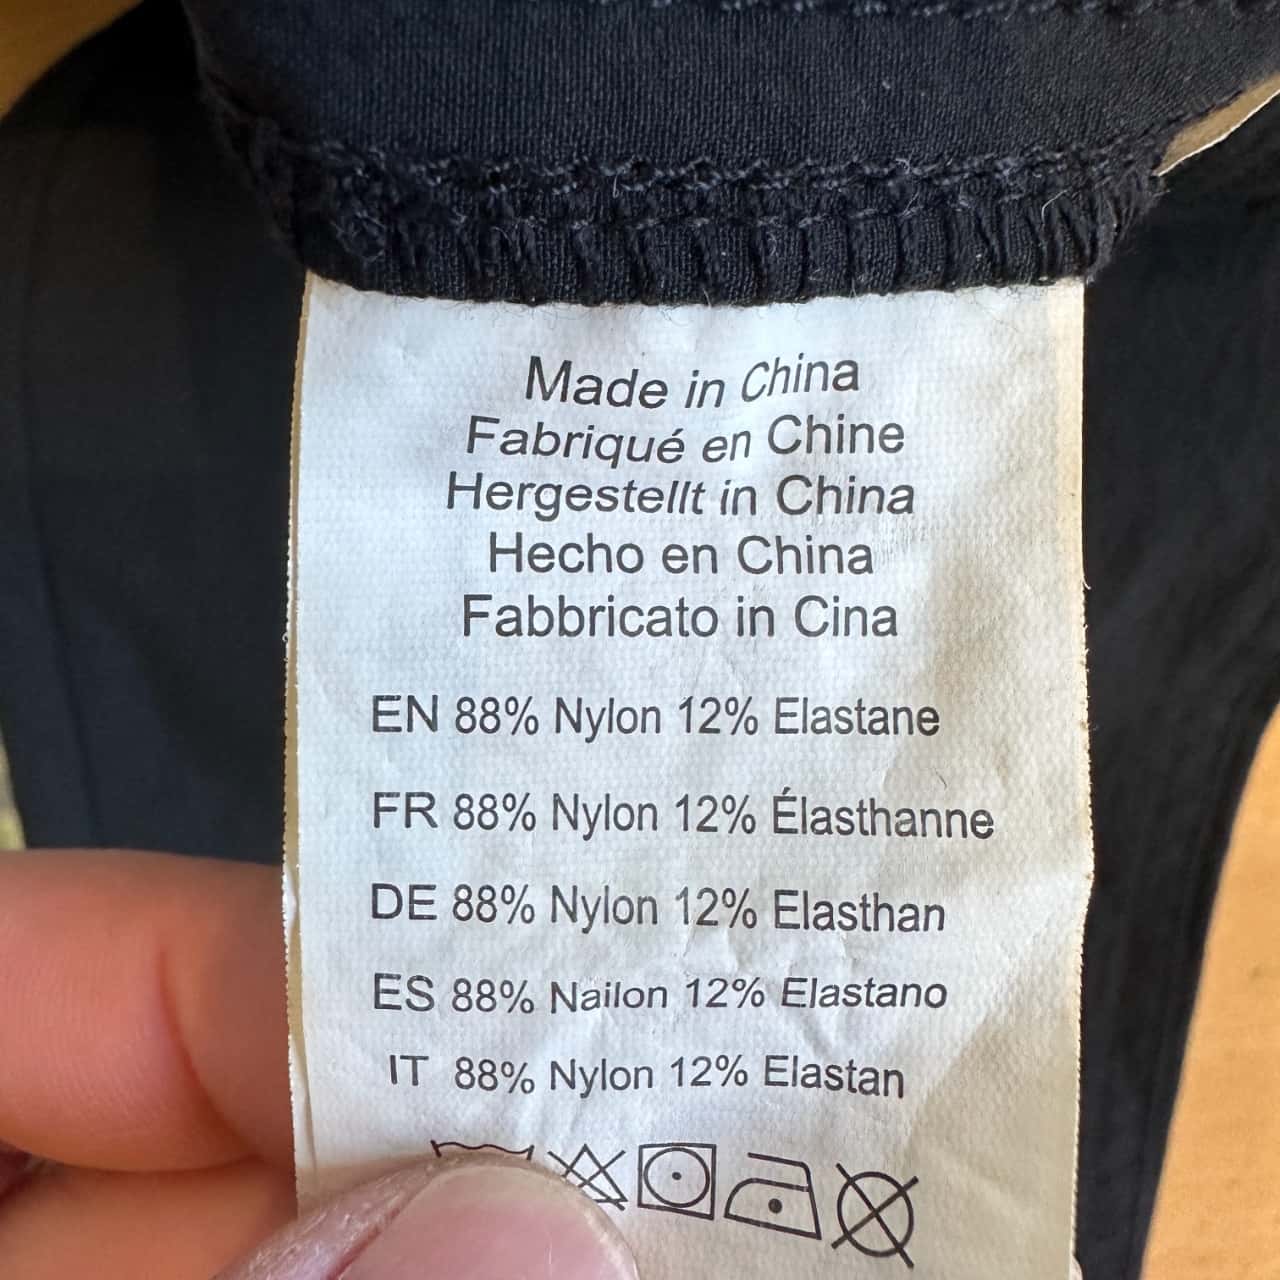 Made in China
Fabriqué en Chine
Hergestellt in China
Hecho en China
Fabbricato in Cina
EN 88% Nylon 12% Elastane
FR 88% Nylon 12% Élasthanne
DE 88% Nylon 12% Elasthan
ES 88% Nailon 12% Elastano
IT 88% Nylon 12% Elastan